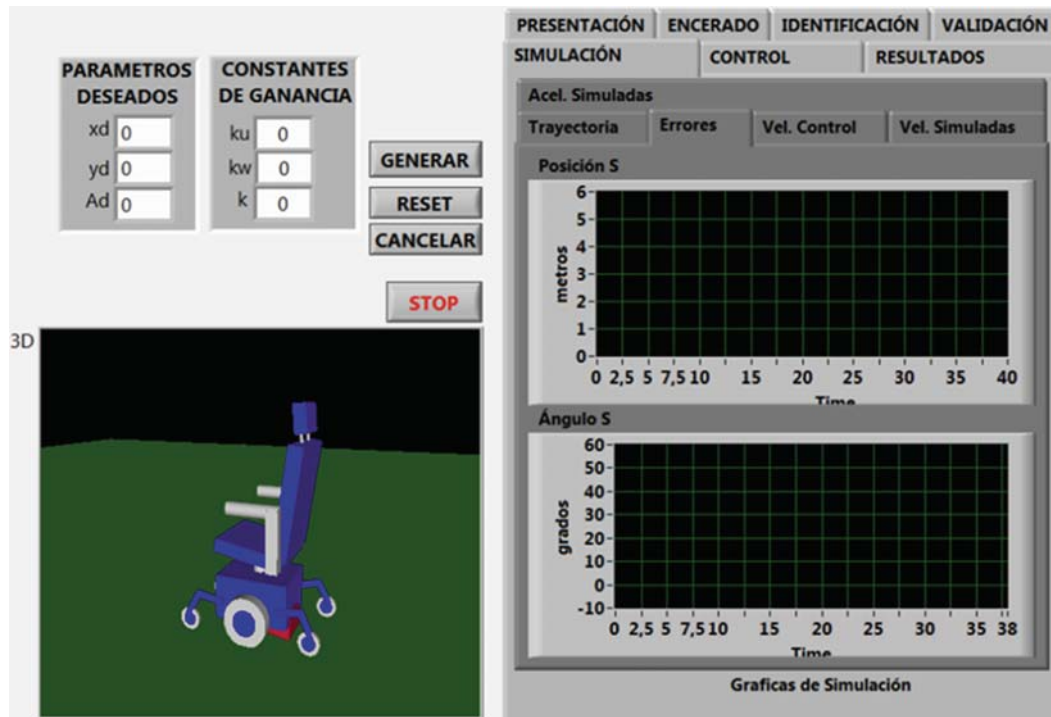 PARAMETROS
DESEADOS
xd 0
yd 0
Ad 0
CONSTANTES
DE GANANCIA
ku 0
kw 0
k 0
GENERAR
RESET
CANCELAR
STOP
3D
PRESENTACIÓN ENCERADO IDENTIFICACIÓN VALIDACIÓN
SIMULACIÓN CONTROL RESULTADOS
Acel. Simuladas
Trayectoria Errores Vel. Control Vel. Simuladas
Posición S
metros
6
5
4
3
2
1
0
0 2,5 5 7,5 10 15 20 25 30 35 40
Time
Ángulo S
grados
60
50
40
30
20
10
0
-10
0 2,5 5 7,5 10 15 20 25 30 35 38
Time
Graficas de Simulación